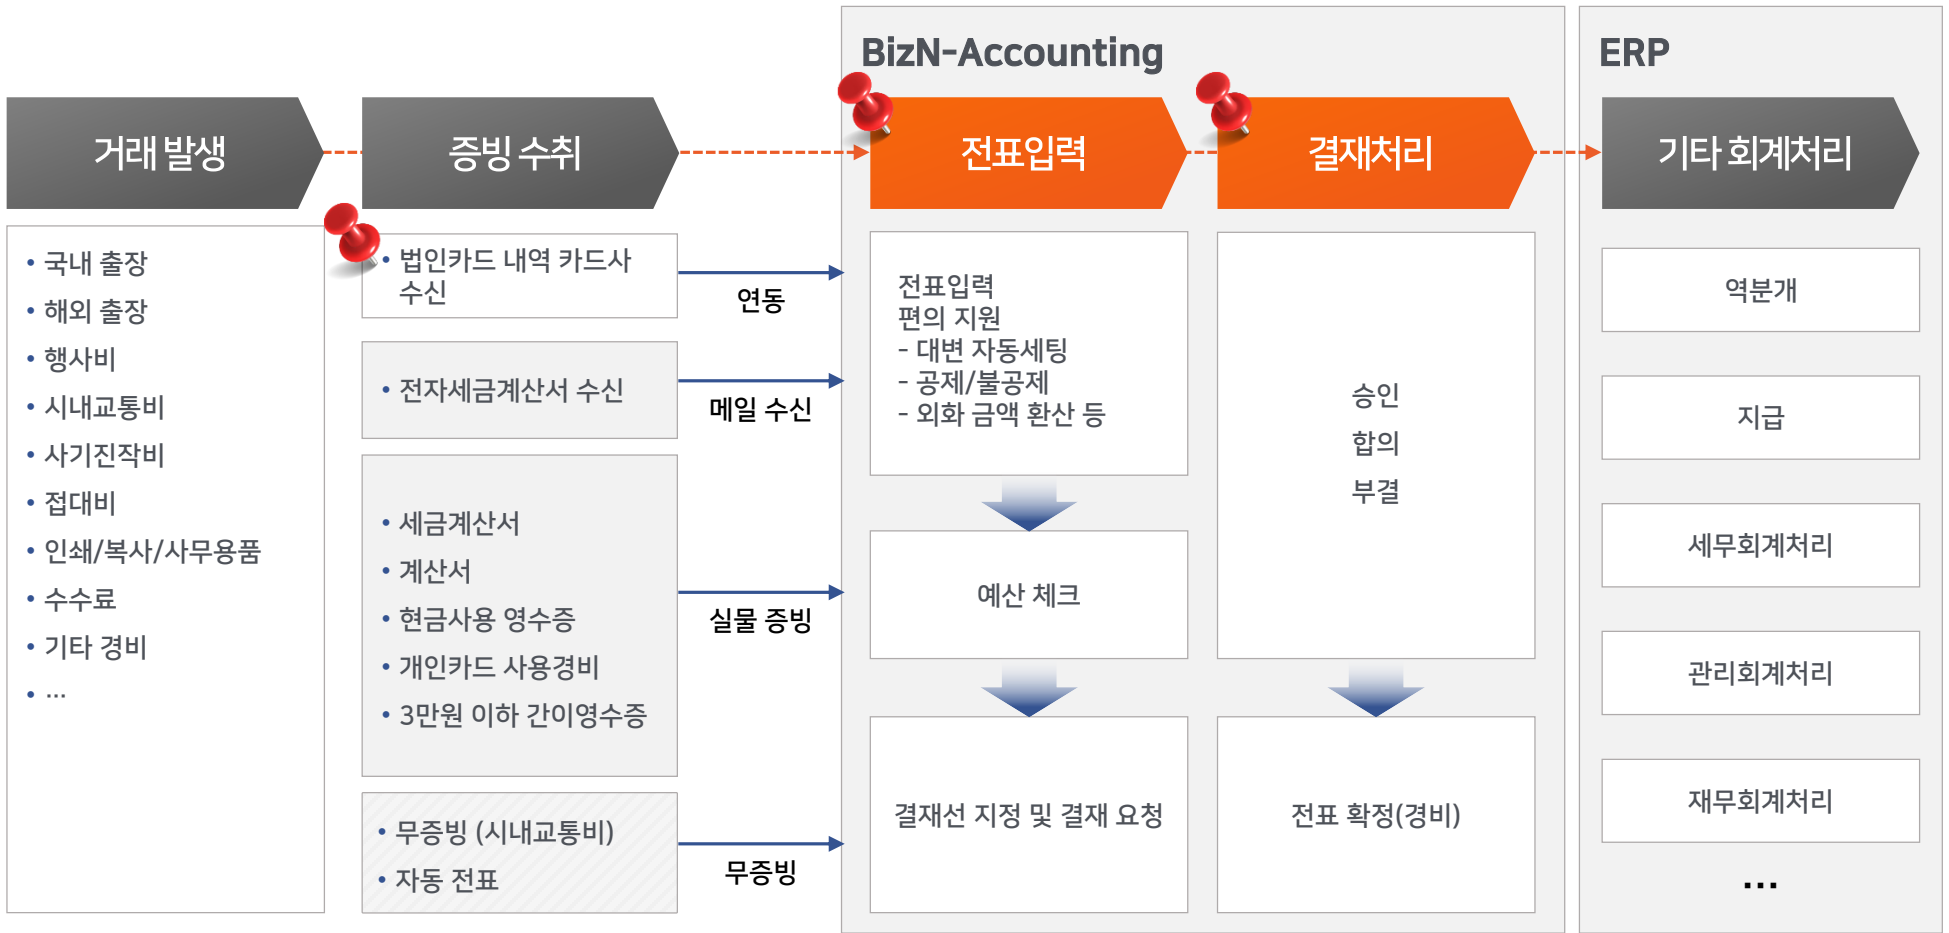 BizN-Accounting
ERP
거래 발생
증빙 수취
전표입력
결재처리
기타 회계처리
• 국내 출장
• 해외 출장
• 행사비
• 시내교통비
• 사기진작비
• 접대비
• 인쇄/복사/사무용품
• 수수료
• 기타 경비
• ...
• 법인카드 내역 카드사
수신
연동
• 전자세금계산서 수신
메일 수신
• 세금계산서
• 계산서
• 현금사용 영수증
• 개인카드 사용경비
• 3만원 이하 간이영수증
실물 증빙
• 무증빙 (시내교통비)
• 자동 전표
무증빙
전표입력
편의 지원
- 대변 자동세팅
- 공제/불공제
- 외화 금액 환산 등
예산 체크
결재선 지정 및 결재 요청
승인
합의
부결
전표 확정(경비)
역분개
지급
세무회계처리
관리회계처리
재무회계처리
...